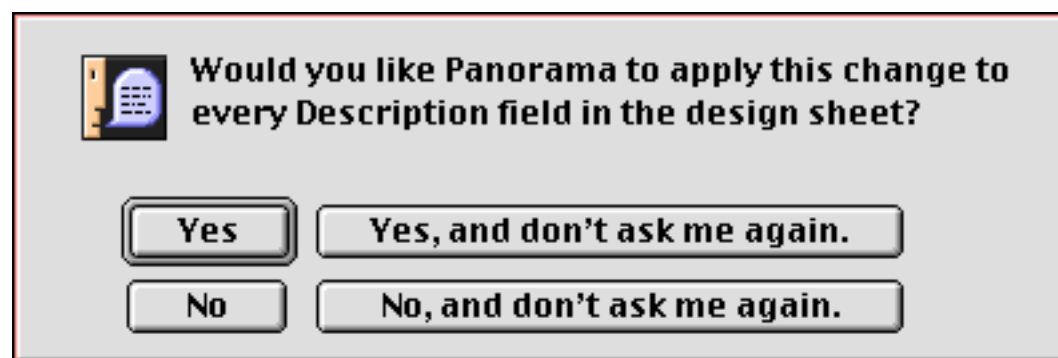 Would you like Panorama to apply this change to
every Description field in the design sheet?
Yes
Yes, and don't ask me again.
No
No, and don't ask me again.